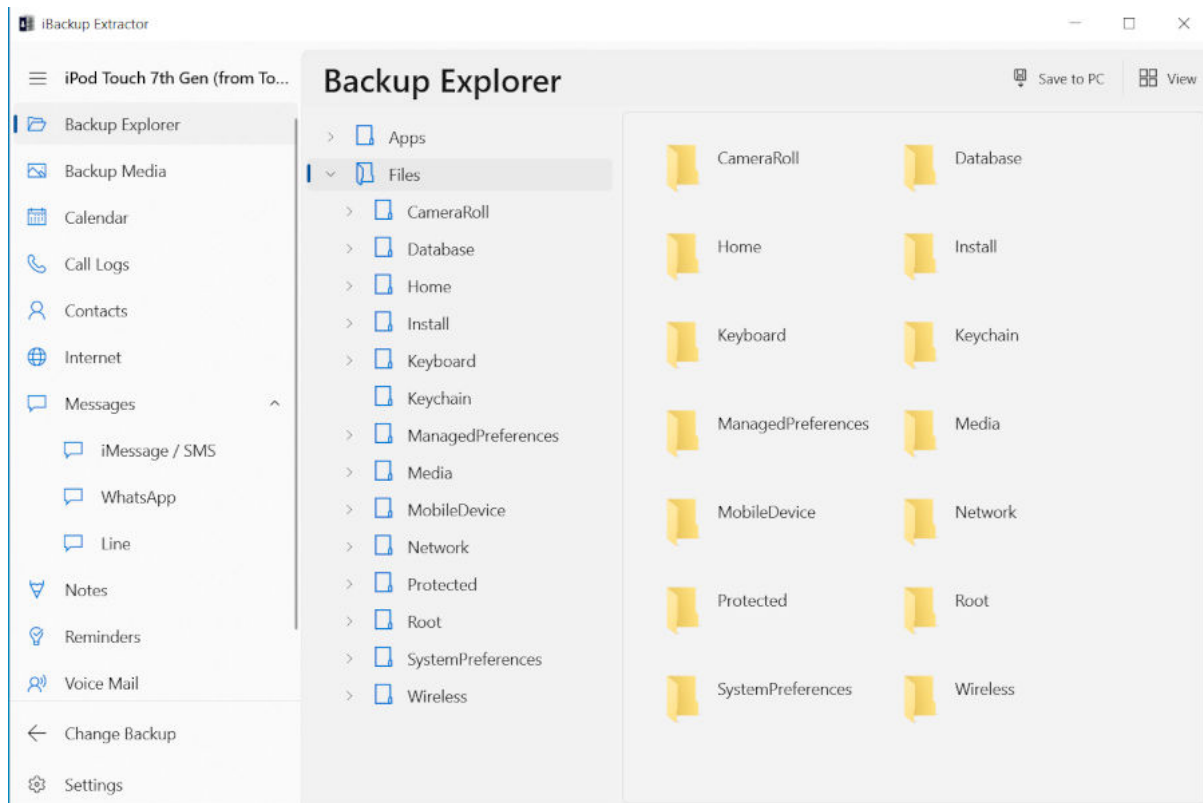 iBackup Extractor
iPod Touch 7th Gen (from To...
Backup Explorer
Backup Media
Calendar
Call Logs
Contacts
Internet
Messages
iMessage / SMS
WhatsApp
Line
Notes
Reminders
Voice Mail
Change Backup
Settings
Backup Explorer
Save to PC
View
Apps
Files
CameraRoll
Database
Home
Install
Keyboard
Keychain
ManagedPreferences
Media
MobileDevice
Network
Protected
Root
SystemPreferences
Wireless
CameraRoll
Database
Home
Install
Keyboard
Keychain
ManagedPreferences
Media
MobileDevice
Network
Protected
Root
SystemPreferences
Wireless